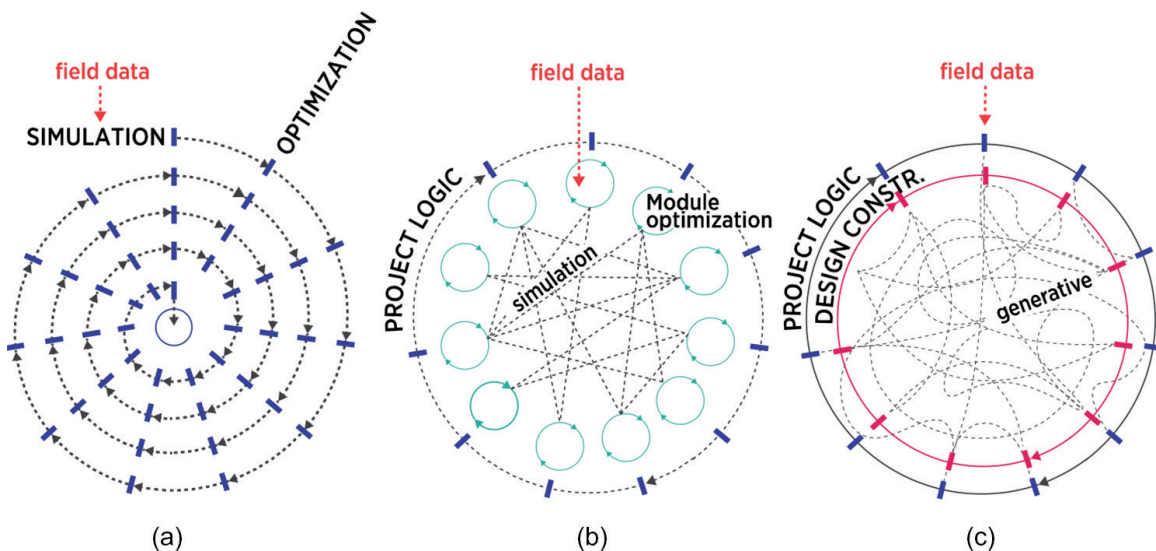 field data
SIMULATION
OPTIMIZATION
(a)
field data
PROJECT LOGIC
Module
optimization
simulation
(b)
field data
PROJECT LOGIC
DESIGN CONSTR.
generative
(c)